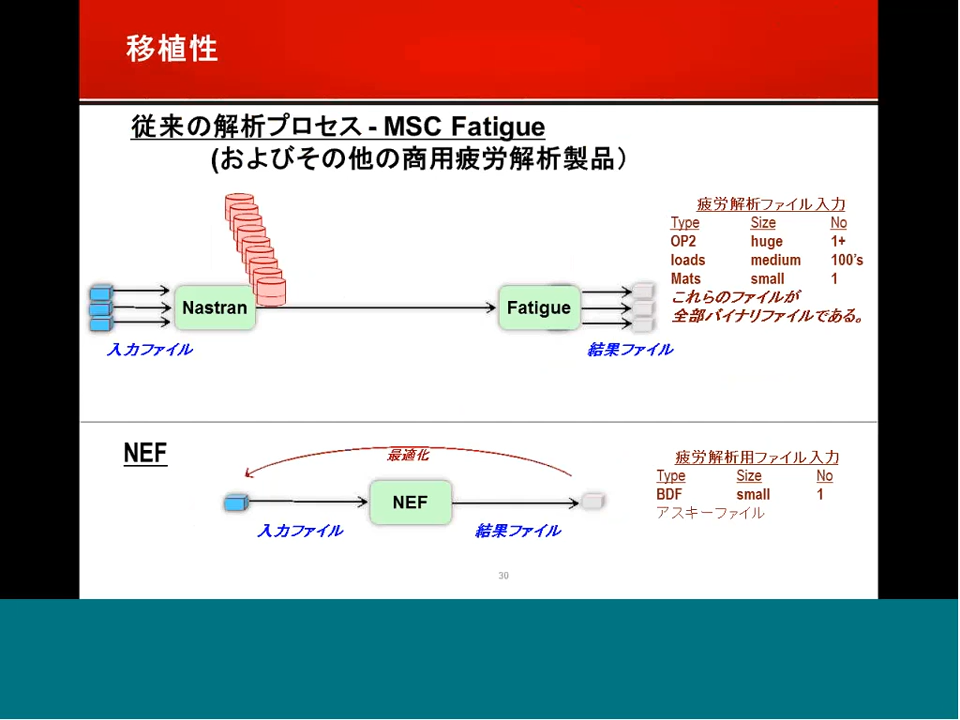 移植性
従来の解析プロセス - MSC Fatigue
(およびその他の商用疲労解析製品）
疲労解析ファイル入力
Type Size No
OP2 huge 1+
loads medium 100's
Mats small 1
これらのファイルが
全部バイナリファイルである。
Nastran
Fatigue
入力ファイル
結果ファイル
NEF
最適化
疲労解析用ファイル入力
Type Size No
BDF small 1
アスキーファイル
NEF
入力ファイル
結果ファイル
30